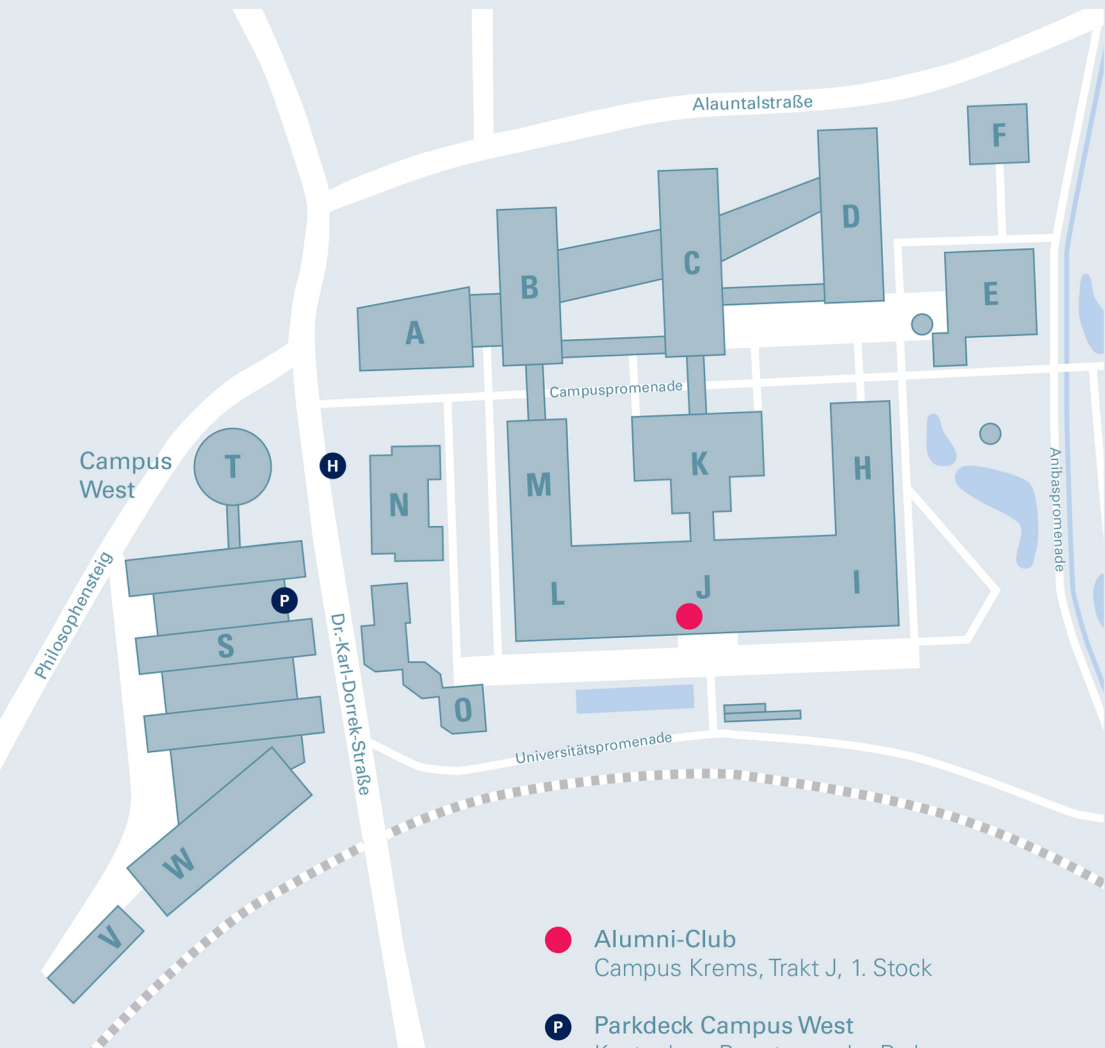 Alauntalstraße
F
D
C
B
E
A
Campuspromenade
Campus
West
T
H
K
H
M
N
Anibaspromenade
Philosophensteig
P
L
J
I
S
Dr.-Karl-Dorrek-Straße
O
Universitätspromenade
W
V
Alumni-Club
Campus Krems, Trakt J, 1. Stock
P
Parkdeck Campus West